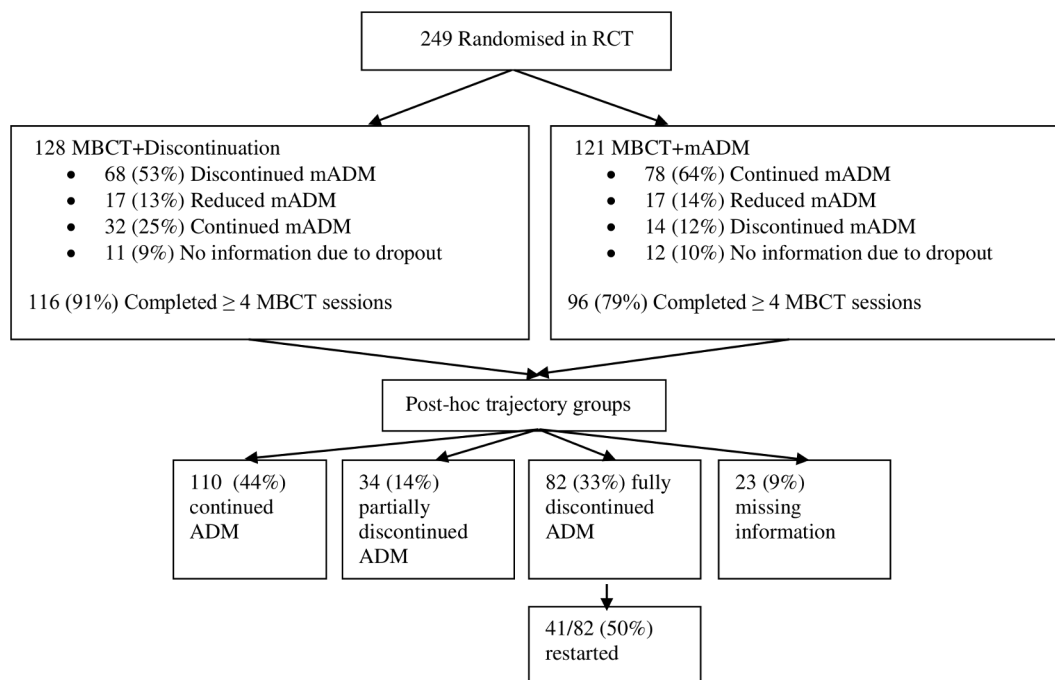 249 Randomised in RCT
128 MBCT+Discontinuation
• 68 (53%) Discontinued mADM
• 17 (13%) Reduced mADM
• 32 (25%) Continued mADM
• 11 (9%) No information due to dropout
116 (91%) Completed ≥ 4 MBCT sessions
121 MBCT+mADM
• 78 (64%) Continued mADM
• 17 (14%) Reduced mADM
• 14 (12%) Discontinued mADM
• 12 (10%) No information due to dropout
96 (79%) Completed ≥ 4 MBCT sessions
Post-hoc trajectory groups
110 (44%)
continued
ADM
34 (14%)
partially
discontinued
ADM
82 (33%) fully
discontinued
ADM
23 (9%)
missing
information
41/82 (50%)
restarted